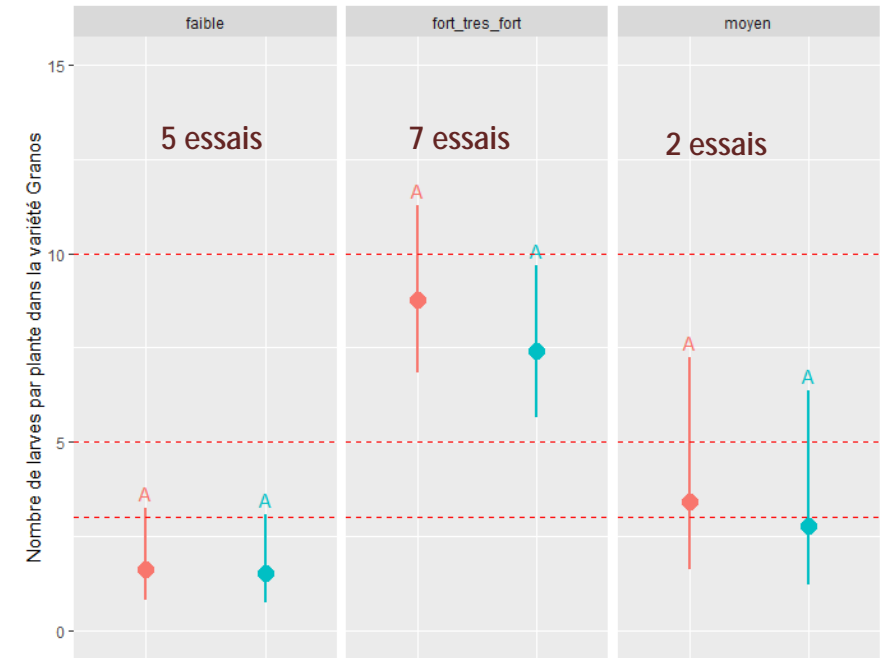 faible
fort_tres_fort
moyen
Nombre de larves par plante dans la variété Granos
15
10
5
0
5 essais
7 essais
2 essais
A
A
A
A
A
A